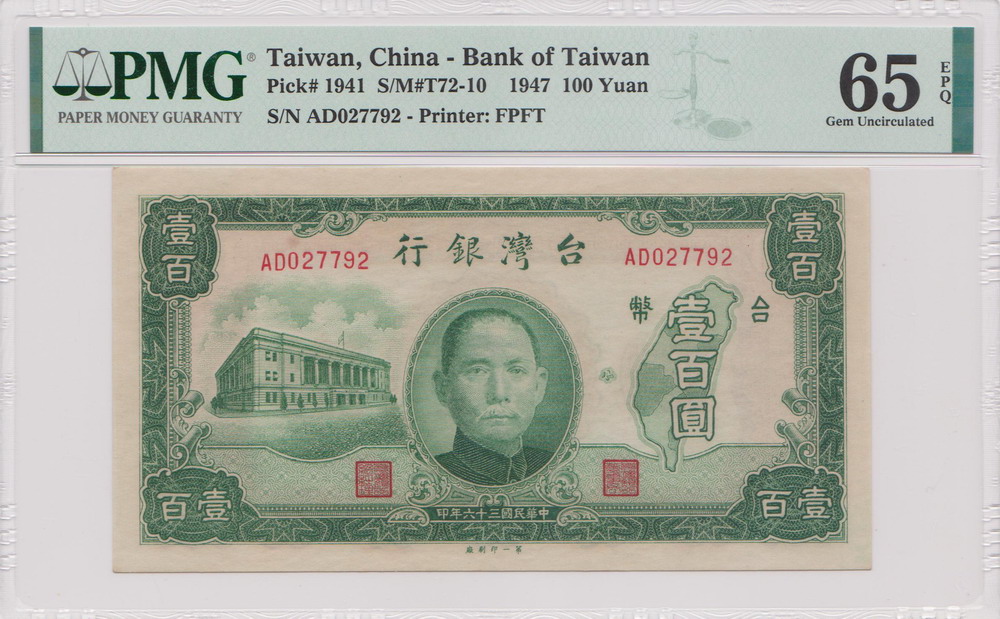 PMG®
PAPER MONEY GUARANTY
Taiwan, China - Bank of Taiwan
Pick# 1941 S/M#T72-10 1947 100 Yuan
S/N AD027792 - Printer: FPFT
65
EPQ
Gem Uncirculated
壹百
壹百
AD027792
行銀灣台
AD027792
幣
台
壹百圓
百壹
百壹
印年六十三國民華中
廠刷印一第